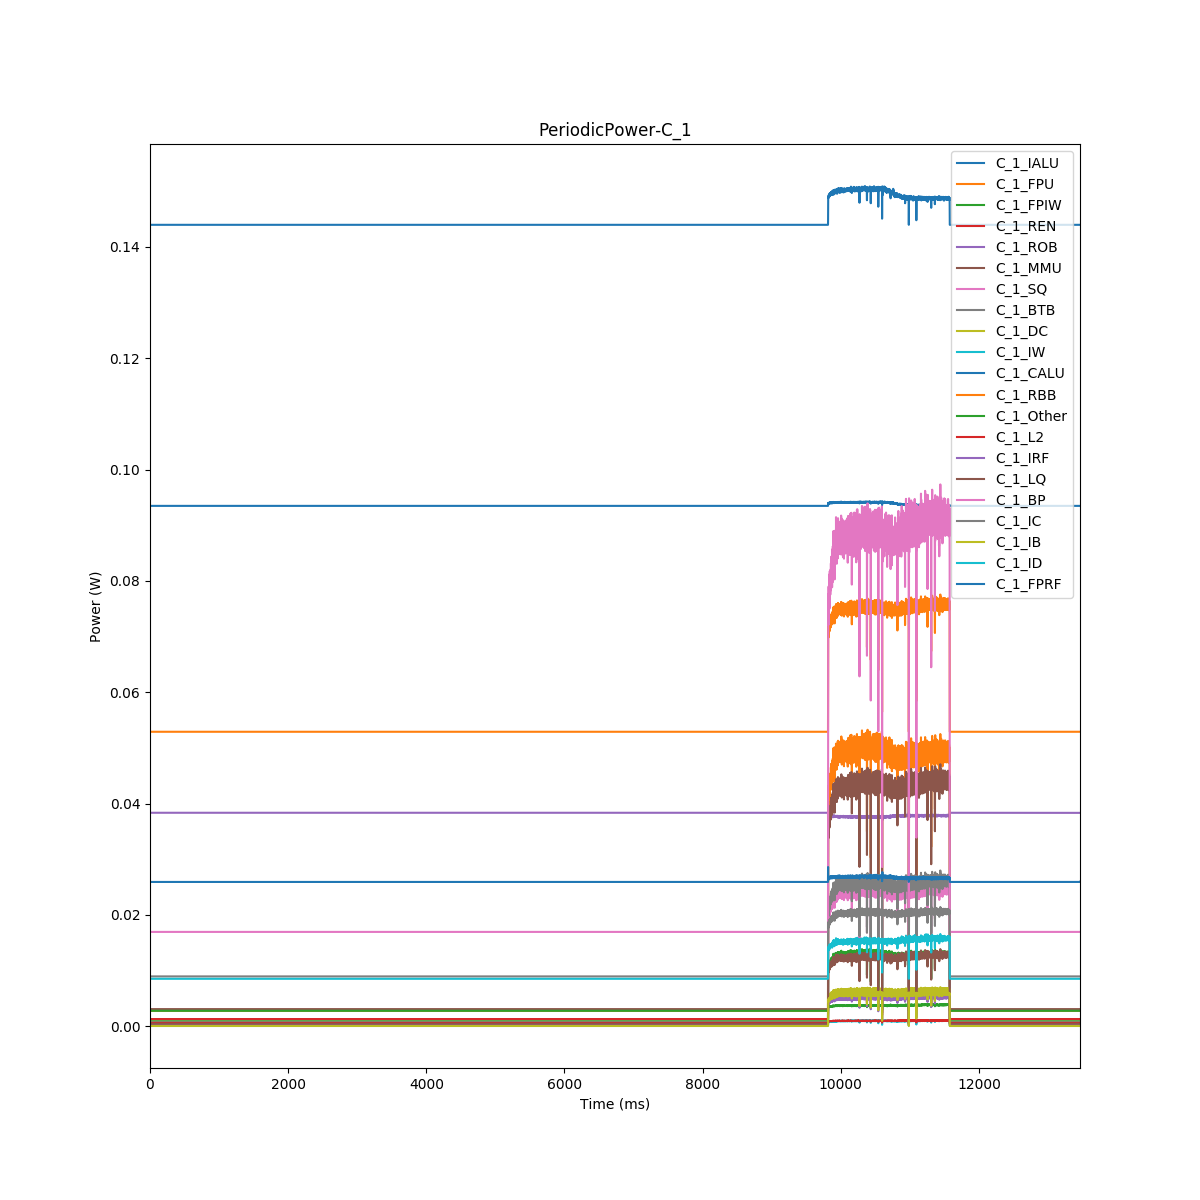 PeriodicPower-C_1
C_1_IALU
C_1_FPU
C_1_FPIW
C_1_REN
C_1_ROB
C_1_MMU
C_1_SQ
C_1_BTB
C_1_DC
C_1_IW
C_1_CALU
C_1_RBB
C_1_Other
C_1_L2
C_1_IRF
C_1_LQ
C_1_BP
C_1_IC
C_1_IB
C_1_ID
C_1_FPRF
0.14
0.12
0.10
0.08
0.06
0.04
0.02
0.00
Power (W)
0 2000 4000 6000 8000 10000 12000
Time (ms)